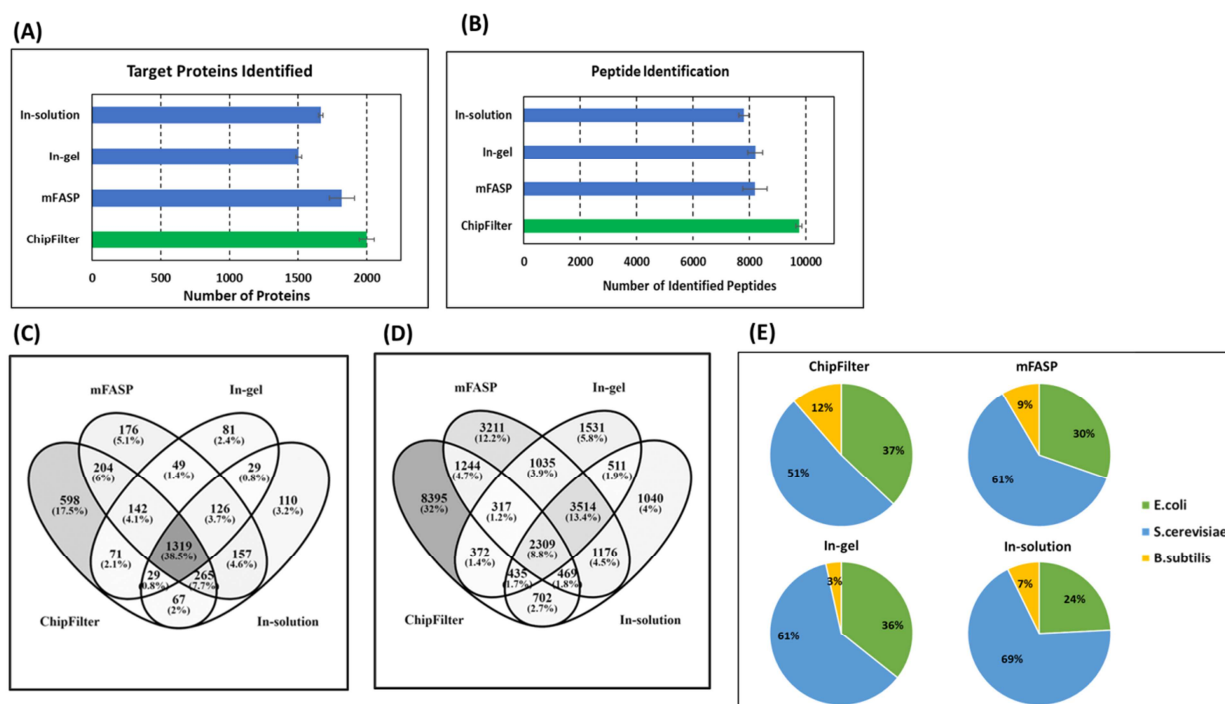 (A)
Target Proteins Identified
In-solution
In-gel
mFASP
ChipFilter
0 500 1000 1500 2000
Number of Proteins
(B)
Peptide Identification
In-solution
In-gel
mFASP
ChipFilter
0 2000 4000 6000 8000 10000
Number of Identified Peptides
(C)
mFASP In-gel
176
(5.1%)
81
(2.4%)
204
(6%)
49
(1.4%)
29
(0.8%)
598
(17.5%)
142
(4.1%)
126
(3.7%)
110
(3.2%)
1319
(38.5%)
71
(2.1%)
157
(4.6%)
29
(0.8%)
265
(7.7%)
67
(2%)
ChipFilter In-solution
(D)
mFASP In-gel
3211
(12.2%)
1531
(5.8%)
1244
(4.7%)
1035
(3.9%)
511
(1.9%)
8395
(32%)
317
(1.2%)
3514
(13.4%)
1040
(4%)
2309
(8.8%)
372
(1.4%)
1176
(4.5%)
435
(1.7%)
469
(1.8%)
702
(2.7%)
ChipFilter In-solution
(E)
ChipFilter
12%
37%
51%
mFASP
9%
30%
61%
In-gel
3%
36%
61%
In-solution
7%
24%
69%
E.coli
S.cerevisiae
B.subtilis